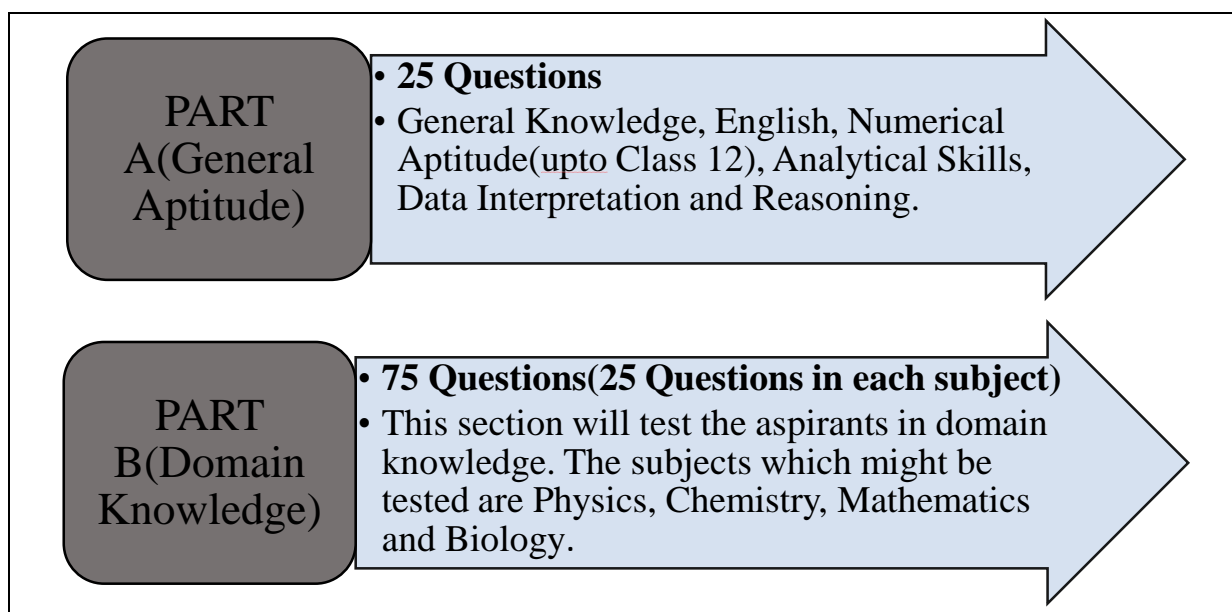 PART
A(General
Aptitude)
• 25 Questions
• General Knowledge, English, Numerical
Aptitude(upto Class 12), Analytical Skills,
Data Interpretation and Reasoning.
PART
B(Domain
Knowledge)
• 75 Questions(25 Questions in each subject)
• This section will test the aspirants in domain
knowledge. The subjects which might be
tested are Physics, Chemistry, Mathematics
and Biology.